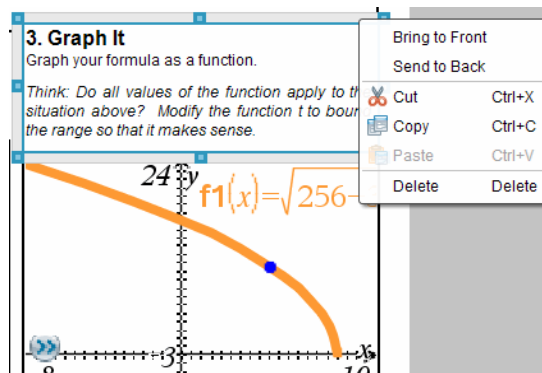 3. Graph It
Graph your formula as a function.
Think: Do all values of the function apply to
situation above? Modify the function t to
the range so that it makes sense.
Bring to Front
Send to Back
Cut Ctrl+X
Copy Ctrl+C
Paste Ctrl+V
Delete Delete
24 y
f1(x)=√256-
x
-8 -3 10